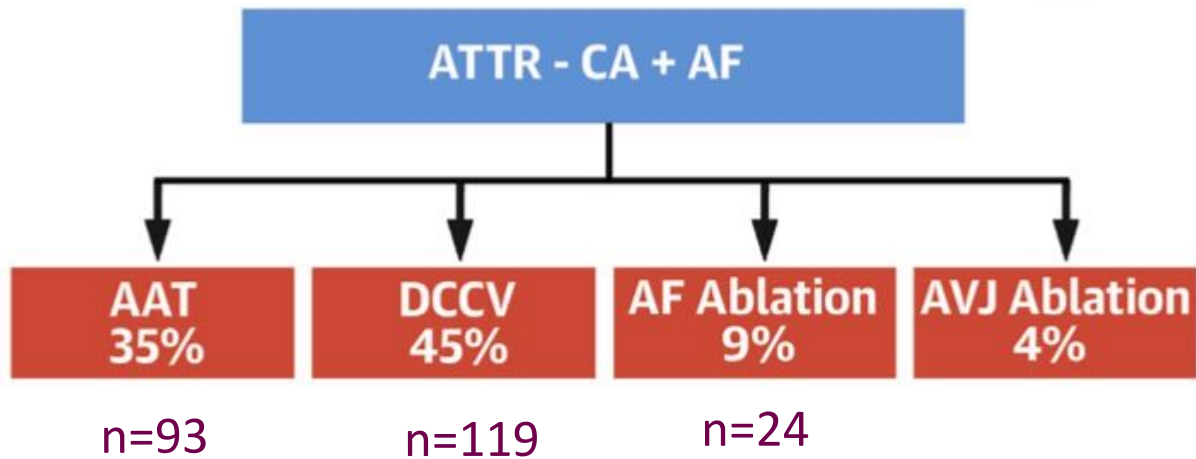 ATTR - CA + AF
AAT
35%
DCCV
45%
AF Ablation
9%
AVJ Ablation
4%
n=93
n=119
n=24